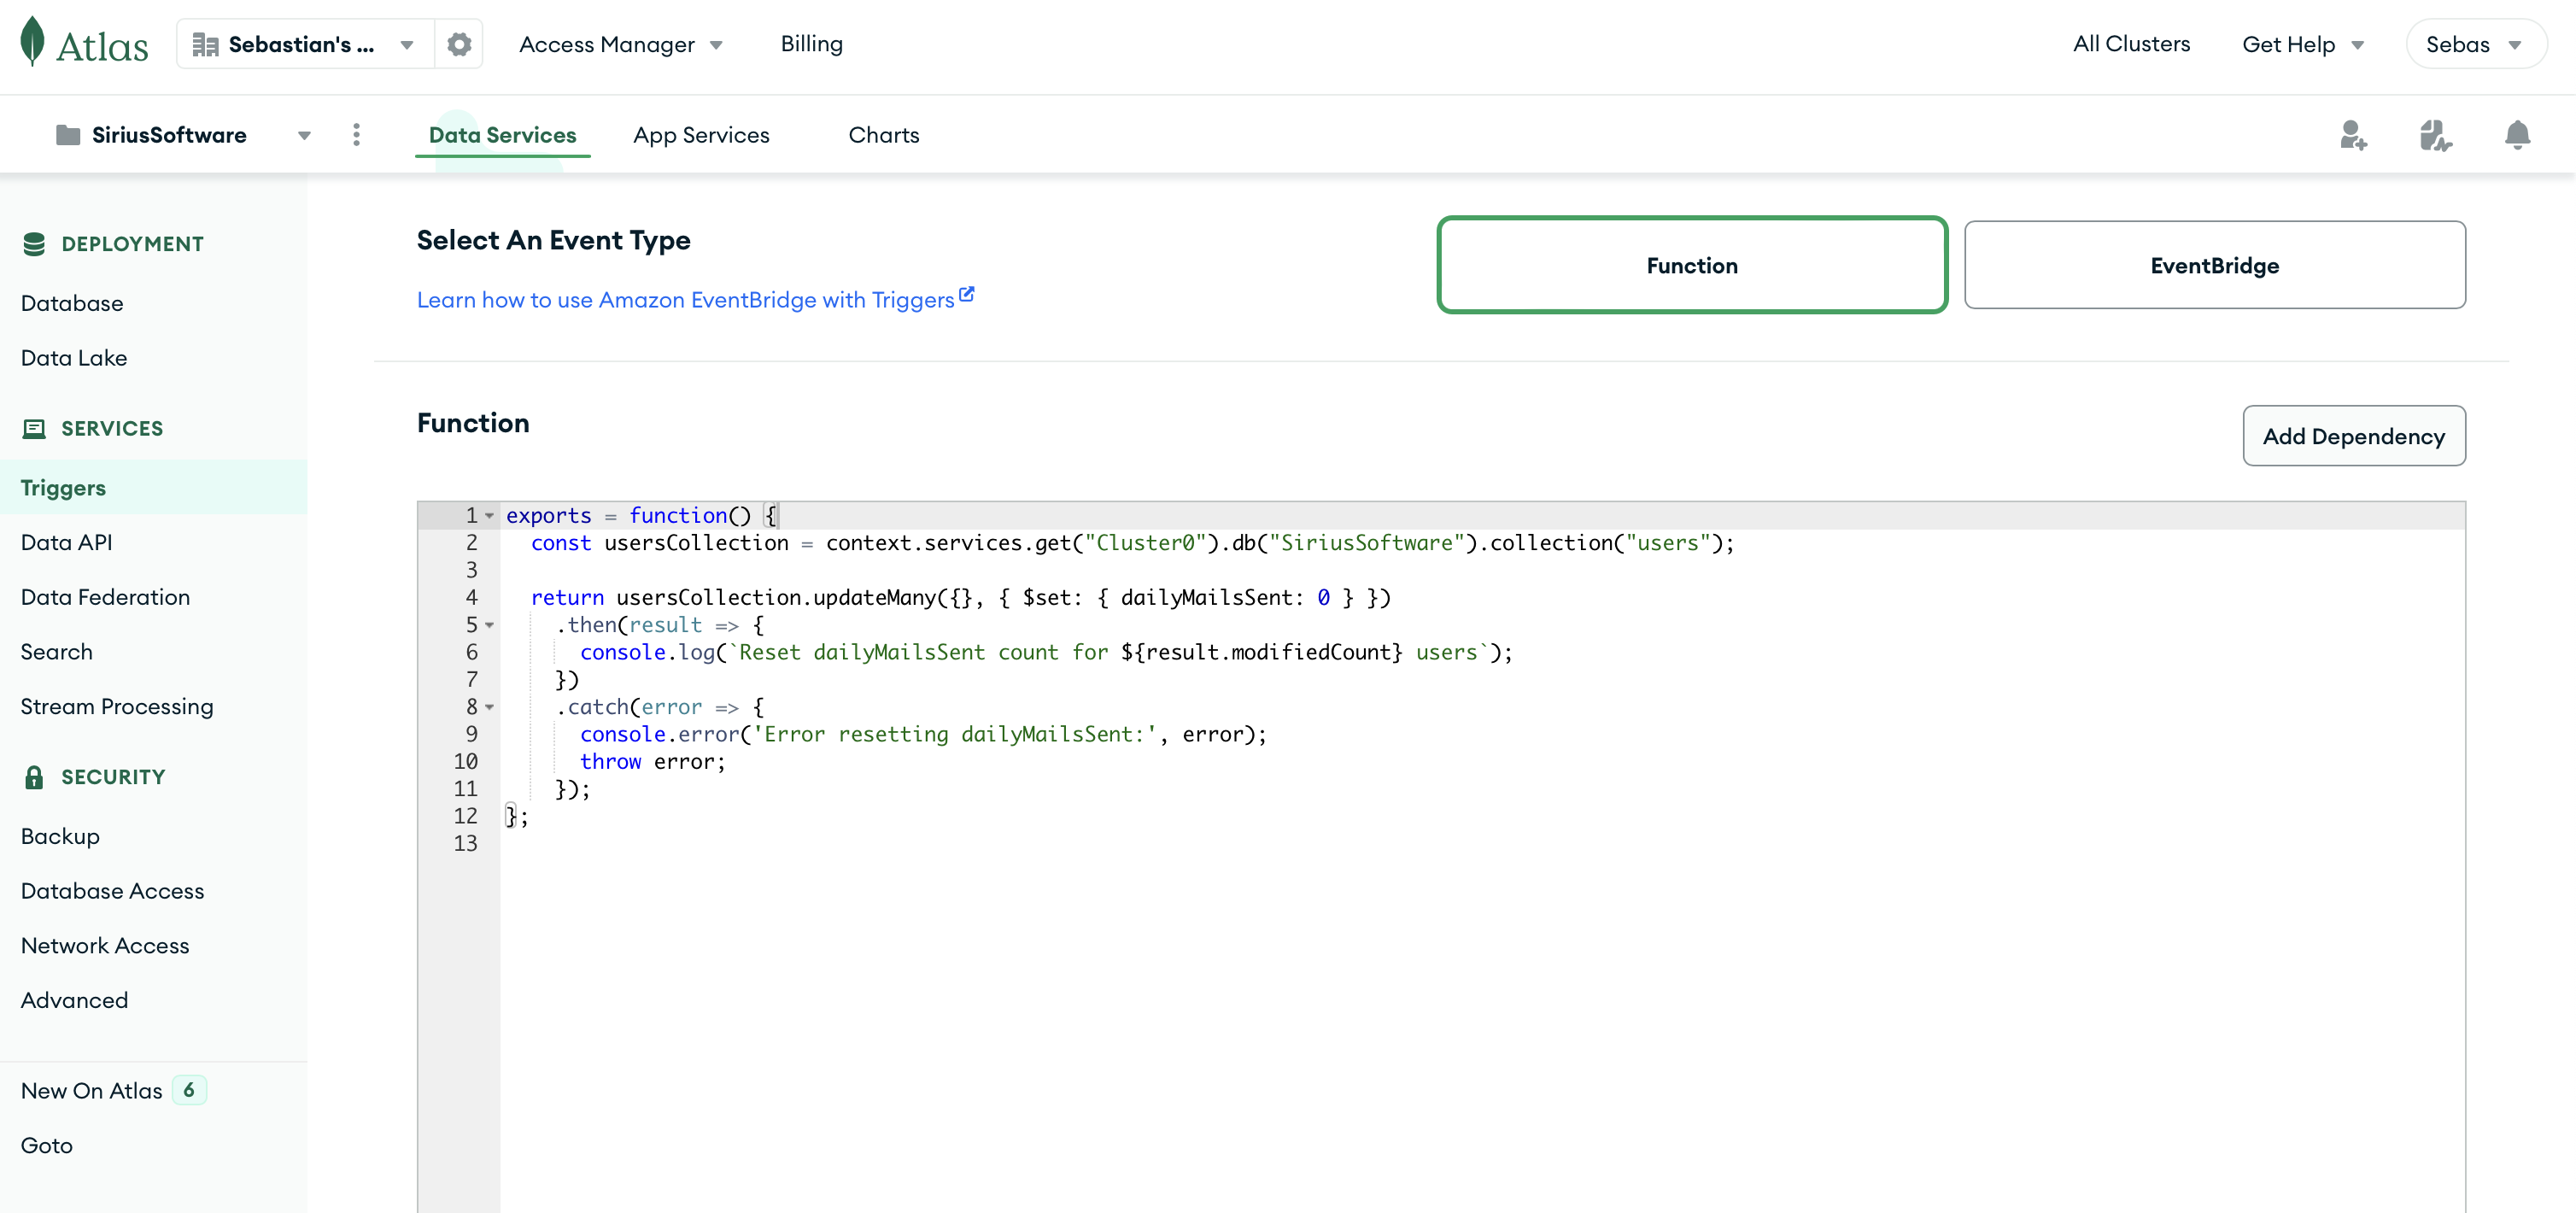 Atlas
Sebastian's ...
Access Manager
Billing
All Clusters
Get Help
Sebas
SiriusSoftware
Data Services
App Services
Charts
DEPLOYMENT
Database
Data Lake
SERVICES
Triggers
Data API
Data Federation
Search
Stream Processing
SECURITY
Backup
Database Access
Network Access
Advanced
New On Atlas 6
Goto
Select An Event Type
Learn how to use Amazon EventBridge with Triggers
Function
EventBridge
Function
Add Dependency
1 exports = function() {
2   const usersCollection = context.services.get("Cluster0").db("SiriusSoftware").collection("users");
3
4   return usersCollection.updateMany({}, { $set: { dailyMailsSent: 0 } })
5     .then(result => {
6       console.log(`Reset dailyMailsSent count for ${result.modifiedCount} users`);
7     })
8     .catch(error => {
9       console.error('Error resetting dailyMailsSent:', error);
10       throw error;
11     });
12 };
13